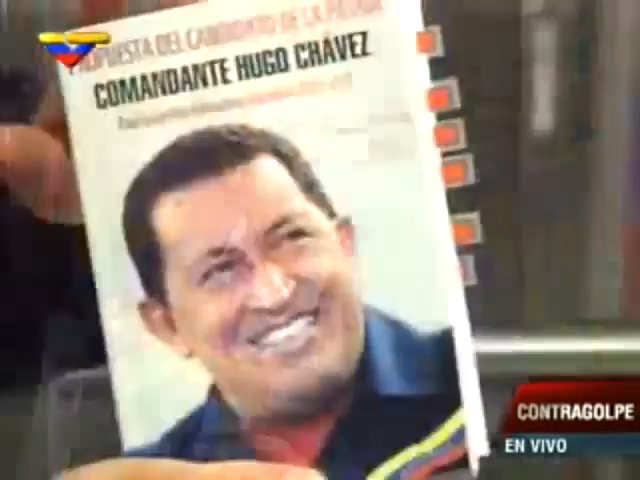 PROPUESTA DEL CANDIDATO DE LA PATRIA
COMANDANTE HUGO CHÁVEZ
CONTRAGOLPE
EN VIVO